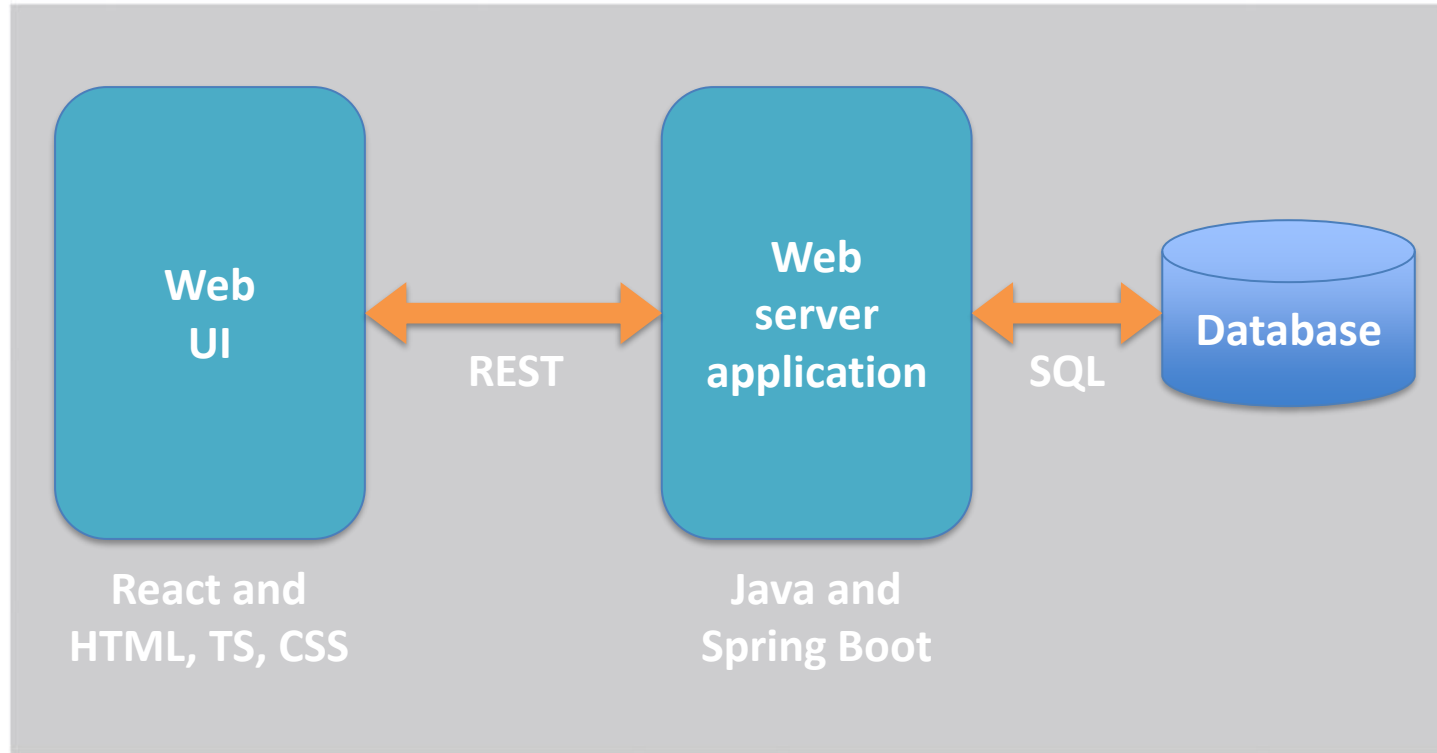 Web
UI
REST
Web
server
application
SQL
Database
React and
HTML, TS, CSS
Java and
Spring Boot